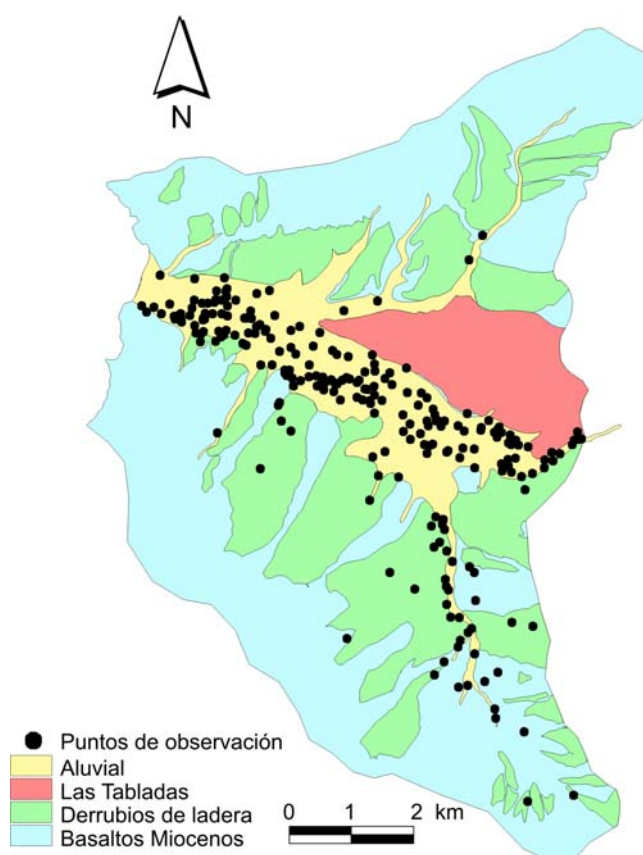 N
Puntos de observación
Aluvial
Las Tabladas
Derrubios de ladera
Basaltos Miocenos
0 1 2 km